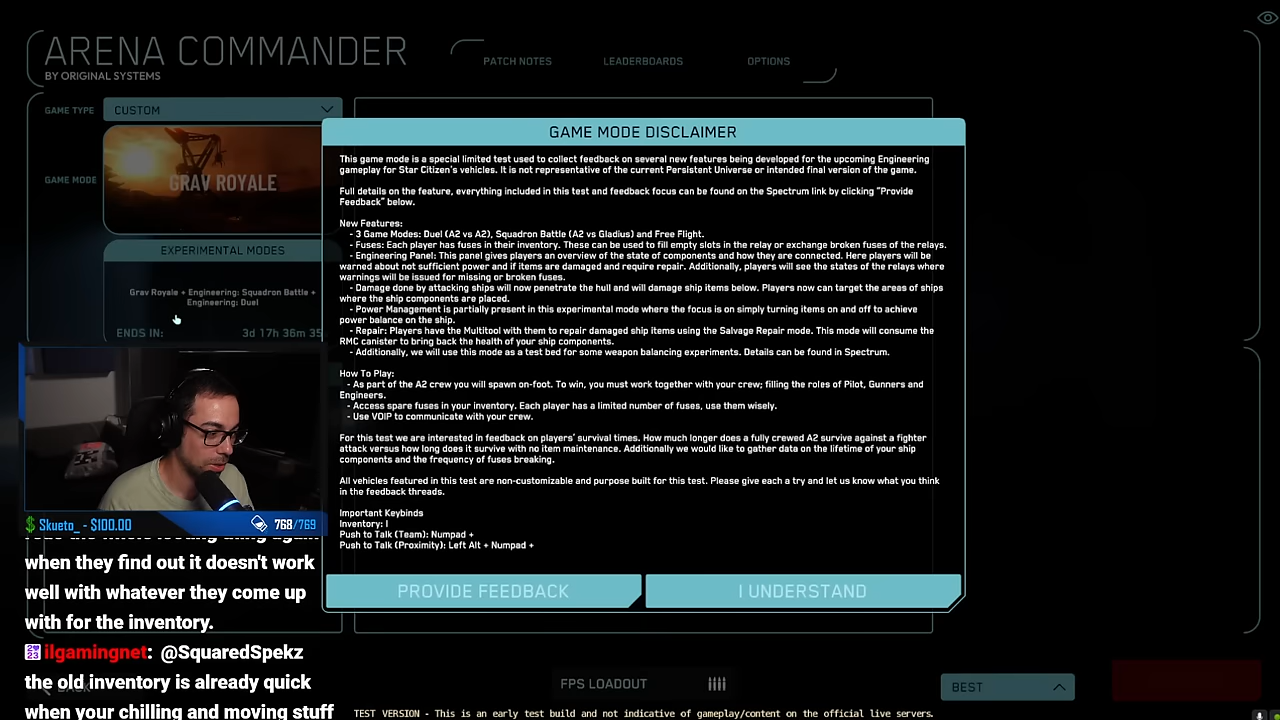 ARENA COMMANDER
BY ORIGINAL SYSTEMS
PATCH NOTES
LEADERBOARDS
OPTIONS
GAME TYPE
CUSTOM
GAME MODE
GRAV ROYALE
EXPERIMENTAL MODES
Grav Royale + Engineering: Squadron Battle +
Engineering: Duel
ENDS IN:
3d 17h 36m 35
GAME MODE DISCLAIMER
This game mode is a special limited test used to collect feedback on several new features being developed for the upcoming Engineering
gameplay for Star Citizen's vehicles. It is not representative of the current Persistent Universe or intended final version of the game.
Full details on the feature, everything included in this test and feedback focus can be found on the Spectrum link by clicking "Provide
Feedback" below.
New Features:
- 3 Game Modes: Duel (A2 vs A2), Squadron Battle (A2 vs Gladius) and Free Flight.
- Fuses: Each player has fuses in their inventory. These can be used to fill empty slots in the relay or exchange broken fuses of the relays.
- Engineering Panel: This panel gives players an overview of the state of components and how they are connected. Here players will be
warned about not sufficient power and if items are damaged and require repair. Additionally, players will see the states of the relays where
warnings will be issued for missing or broken fuses.
- Damage done by attacking ships will now penetrate the hull and will damage ship items below. Players now can target the areas of ships
where the ship components are placed.
- Power Management is partially present in this experimental mode where the focus is on simply turning items on and off to achieve
power balance on the ship.
- Repair: Players have the Multitool with them to repair damaged ship items using the Salvage Repair mode. This mode will consume the
RMC canister to bring back the health of your ship components.
- Additionally, we will use this mode as a test bed for some weapon balancing experiments. Details can be found in Spectrum.
How To Play:
- As part of the A2 crew you will spawn on-foot. To win, you must work together with your crew; filling the roles of Pilot, Gunners and
Engineers.
- Access spare fuses in your inventory. Each player has a limited number of fuses, use them wisely.
- Use VOIP to communicate with your crew.
For this test we are interested in feedback on players' survival times. How much longer does a fully crewed A2 survive against a fighter
attack versus how long does it survive with no item maintenance. Additionally we would like to gather data on the lifetime of your ship
components and the frequency of fuses breaking.
All vehicles featured in this test are non-customizable and purpose built for this test. Please give each a try and let us know what you think
in the feedback threads.
Important Keybinds
Inventory: I
Push to Talk (Team): Numpad +
Push to Talk (Proximity): Left Alt + Numpad +
PROVIDE FEEDBACK
I UNDERSTAND
$ Skueto_ - $100.00
768/769
when they find out it doesn't work
well with whatever they come up
with for the inventory.
ilgamingnet: @SquaredSpekz
the old inventory is already quick
when your chilling and moving stuff
FPS LOADOUT
BEST
TEST VERSION - This is an early test build and not indicative of gameplay/content on the official live servers.